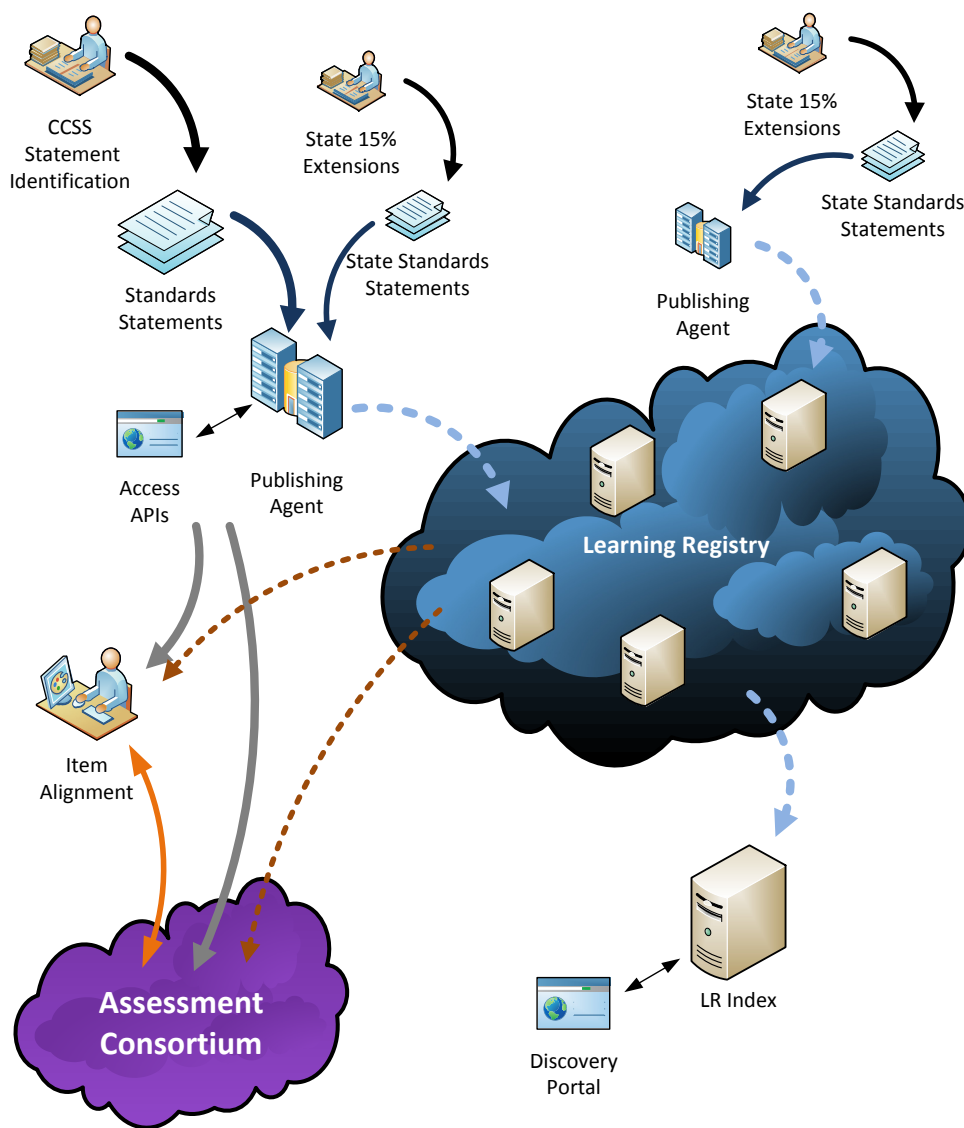 CCSS
Statement
Identification
State 15%
Extensions
State 15%
Extensions
State Standards
Statements
State Standards
Statements
Standards
Statements
Publishing
Agent
Access
APIs
Publishing
Agent
Learning Registry
Item
Alignment
Assessment
Consortium
LR Index
Discovery
Portal